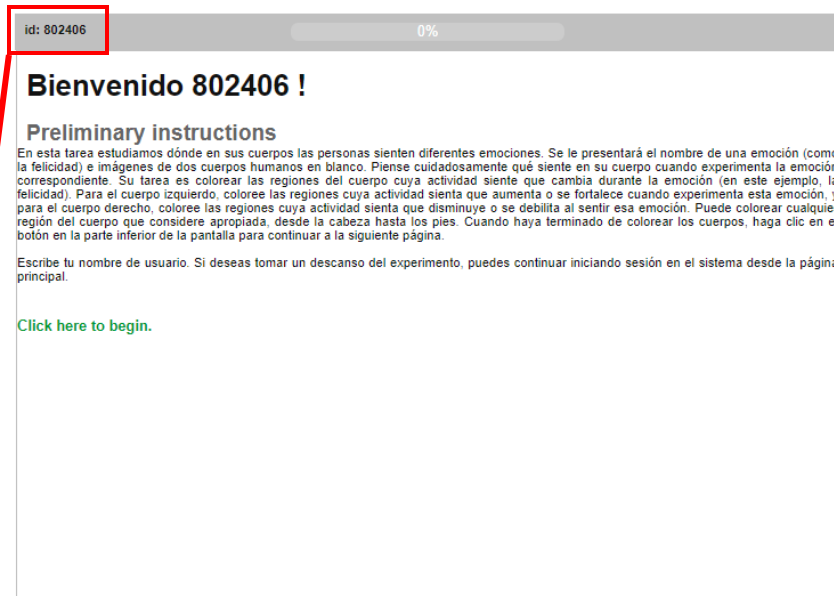 id: 802406
0%
Bienvenido 802406 !
Preliminary instructions
En esta tarea estudiamos dónde en sus cuerpos las personas sienten diferentes emociones. Se le presentará el nombre de una emoción (como
la felicidad) e imágenes de dos cuerpos humanos en blanco. Piense cuidadosamente qué siente en su cuerpo cuando experimenta la emoción
correspondiente. Su tarea es colorear las regiones del cuerpo cuya actividad siente que cambia durante la emoción (en este ejemplo, la
felicidad). Para el cuerpo izquierdo, coloree las regiones cuya actividad sienta que aumenta o se fortalece cuando experimenta esta emoción, y
para el cuerpo derecho, coloree las regiones cuya actividad sienta que disminuye o se debilita al sentir esa emoción. Puede colorear cualquie
región del cuerpo que considere apropiada, desde la cabeza hasta los pies. Cuando haya terminado de colorear los cuerpos, haga clic en e
botón en la parte inferior de la pantalla para continuar a la siguiente página.
Escribe tu nombre de usuario. Si deseas tomar un descanso del experimento, puedes continuar iniciando sesión en el sistema desde la página
principal.
Click here to begin.